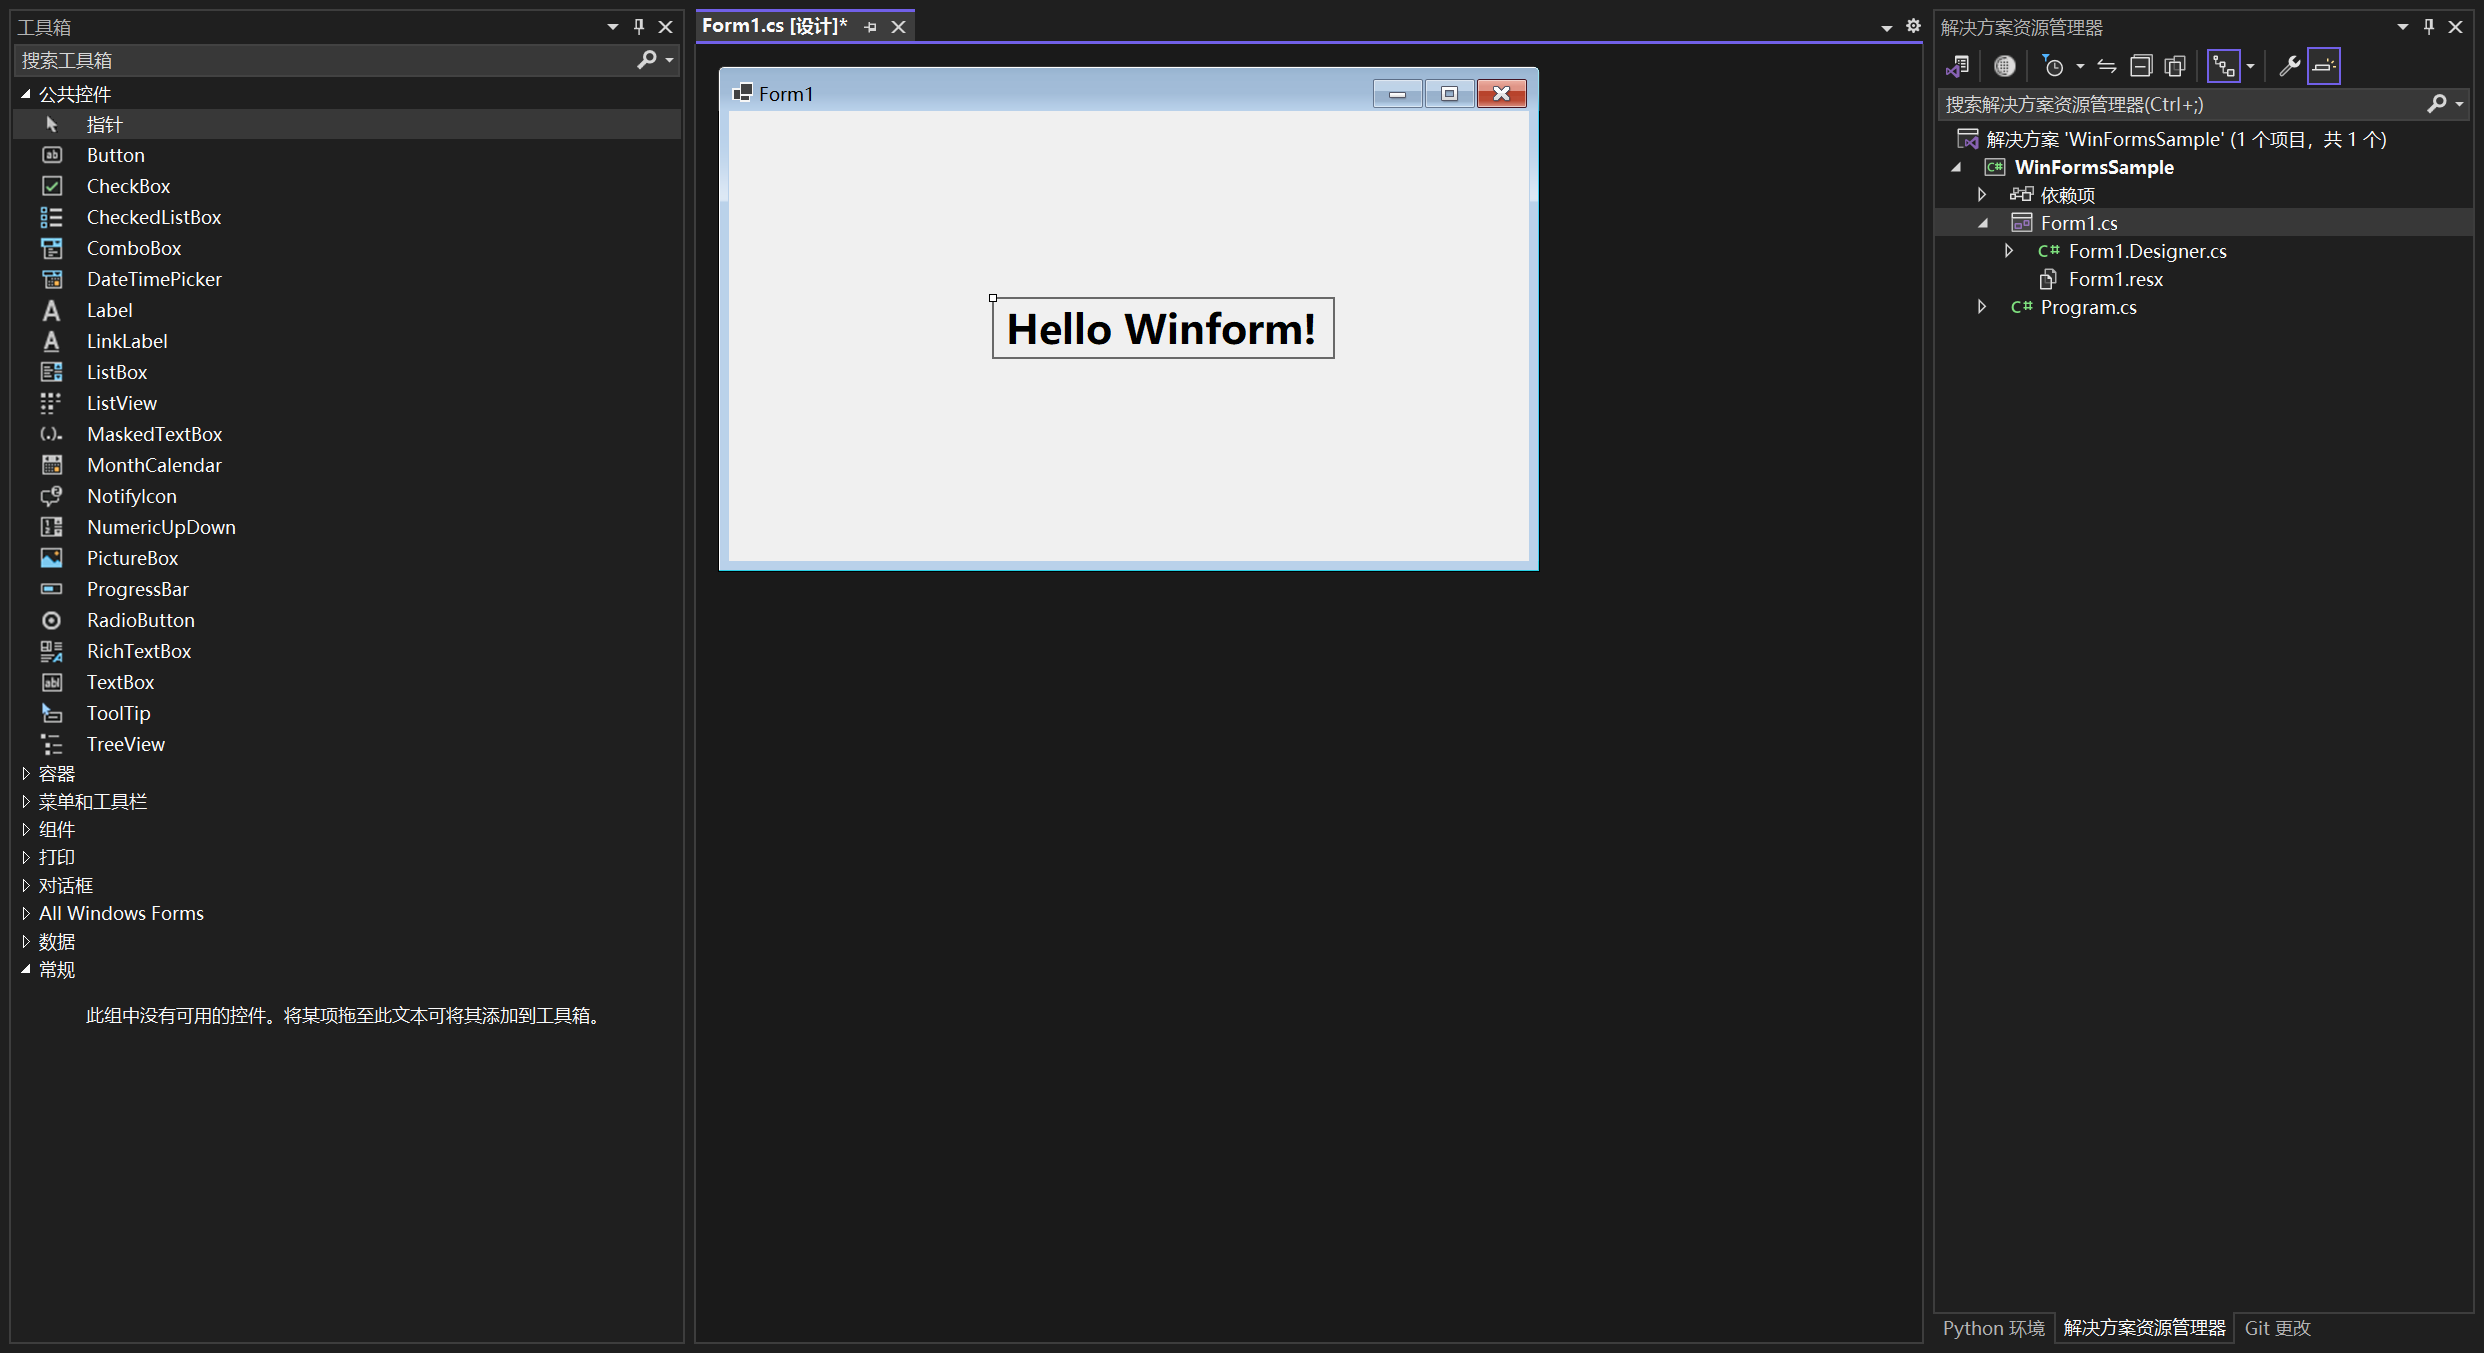 工具箱
搜索工具箱
公共控件
指针
Button
CheckBox
CheckedListBox
ComboBox
DateTimePicker
Label
LinkLabel
ListBox
ListView
MaskedTextBox
MonthCalendar
NotifyIcon
NumericUpDown
PictureBox
ProgressBar
RadioButton
RichTextBox
TextBox
ToolTip
TreeView
容器
菜单和工具栏
组件
打印
对话框
All Windows Forms
数据
常规
此组中没有可用的控件。将某项拖至此文本可将其添加到工具箱。
Form1.cs [设计]*
Form1
Hello Winform!
解决方案资源管理器
搜索解决方案资源管理器(Ctrl+;)
解决方案 'WinFormsSample' (1 个项目，共 1 个)
C# WinFormsSample
依赖项
Form1.cs
C# Form1.Designer.cs
Form1.resx
C# Program.cs
Python 环境 解决方案资源管理器 Git 更改